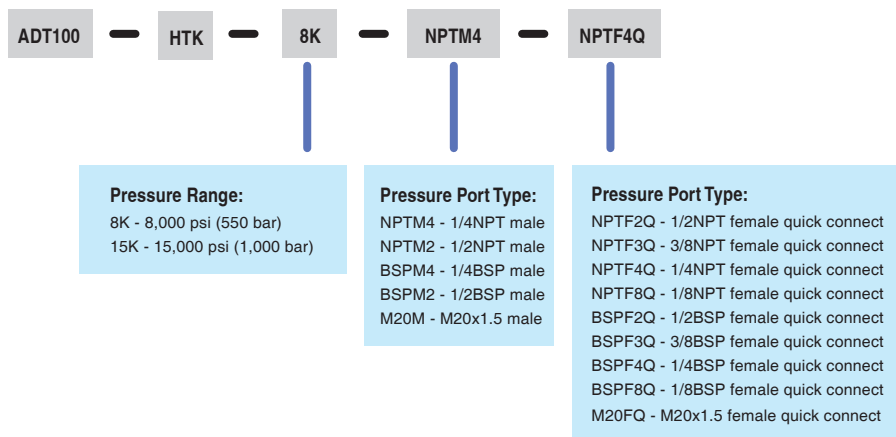 ADT100 — HTK — 8K — NPTM4 — NPTF4Q
Pressure Range:
8K - 8,000 psi (550 bar)
15K - 15,000 psi (1,000 bar)
Pressure Port Type:
NPTM4 - 1/4NPT male
NPTM2 - 1/2NPT male
BSPM4 - 1/4BSP male
BSPM2 - 1/2BSP male
M20M - M20x1.5 male
Pressure Port Type:
NPTF2Q - 1/2NPT female quick connect
NPTF3Q - 3/8NPT female quick connect
NPTF4Q - 1/4NPT female quick connect
NPTF8Q - 1/8NPT female quick connect
BSPF2Q - 1/2BSP female quick connect
BSPF3Q - 3/8BSP female quick connect
BSPF4Q - 1/4BSP female quick connect
BSPF8Q - 1/8BSP female quick connect
M20FQ - M20x1.5 female quick connect